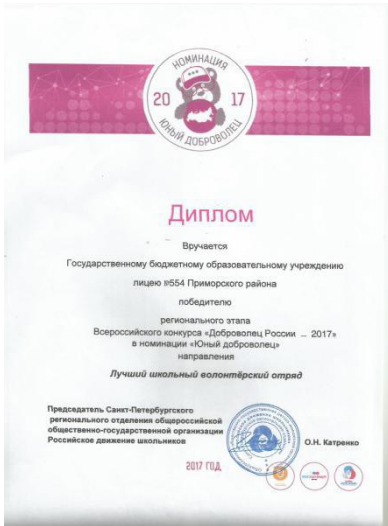 НОМИНАЦИЯ
20 17
ЮНЫЙ ДОБРОВОЛЕЦ
Диплом
Вручается
Государственному бюджетному образовательному учреждению
лицею №554 Приморского района
победителю
регионального этапа
Всероссийского конкурса «Доброволец России – 2017»
в номинации «Юный доброволец»
направления
Лучший школьный волонтёрский отряд
Председатель Санкт-Петербургского
регионального отделения общероссийской
общественно-государственной организации
Российское движение школьников
О.Н. Катренко
2017 ГОД